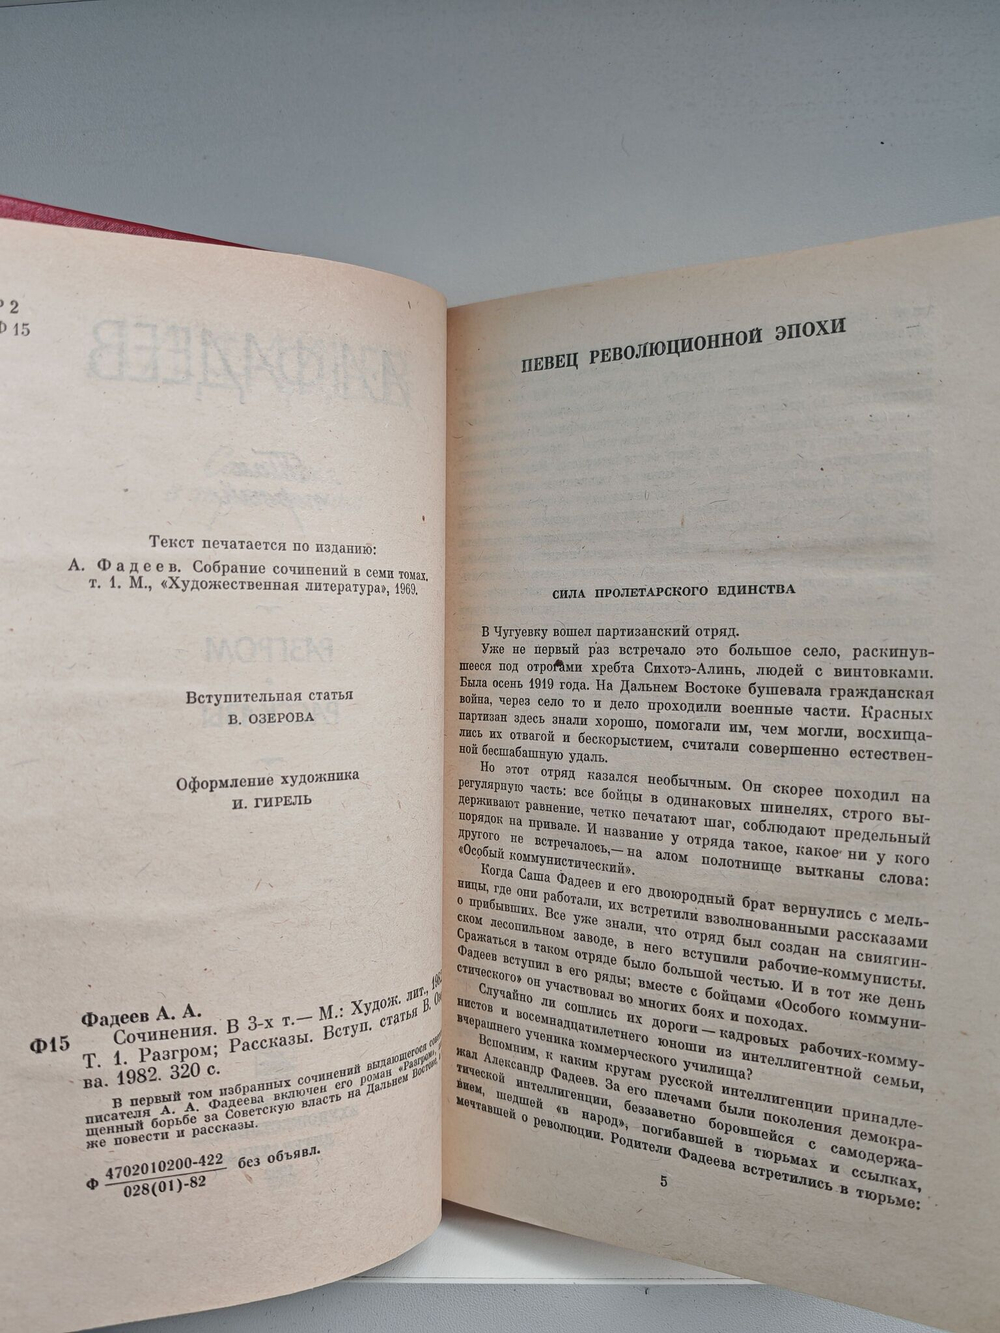 Р 2
Ф 15
Текст печатается по изданию:
А. Фадеев. Собрание сочинений в семи томах,
т. 1. М., «Художественная литература», 1969.
Вступительная статья
В. ОЗЕРОВА
Оформление художника
И. ГИРЕЛЬ
Фадеев А. А.
Ф15
Сочинения. В 3-х т.— М.: Худож. лит.,
Т. 1. Разгром; Рассказы. Вступ. статья В.
ва. 1982. 320 с.
В первом том избранных сочинений выдающегося
писателя А. А. Фадеева включен его роман «Разгром»,
щенный борьбе за Советскую власть на Дальнем Востоке,
же повести и рассказы.
Ф 4702010200-422 без объявл.
028(01)-82
ПЕВЕЦ РЕВОЛЮЦИОННОЙ ЭПОХИ
СИЛА ПРОЛЕТАРСКОГО ЕДИНСТВА
В Чугуевку вошел партизанский отряд.
Уже не первый раз встречало это большое село, раскинув-
шееся под отрогами хребта Сихотэ-Алинь, людей с винтовками.
Была осень 1919 года. На Дальнем Востоке бушевала гражданская
война, через село то и дело проходили военные части. Красных
партизан здесь знали хорошо, помогали им, чем могли, восхища-
лись их отвагой и бескорыстием, считали совершенно естествен-
ной бесшабашную удаль.
Но этот отряд казался необычным. Он скорее походил на
регулярную часть: все бойцы в одинаковых шинелях, строго вы-
держивают равнение, четко печатают шаг, соблюдают предельный
порядок на привале. И название у отряда такое, какое ни у кого
другого не встречалось,— на алом полотнище вытканы слова:
«Особый коммунистический».
Когда Саша Фадеев и его двоюродный брат вернулись с мель-
ницы, где они работали, их встретили взволнованными рассказами
о прибывших. Все уже знали, что отряд был создан на свиягин-
ском лесопильном заводе, в него вступили рабочие-коммунисты.
Сражаться в таком отряде было большой честью. И в тот же день
Фадеев вступил в его ряды; вместе с бойцами «Особого коммуни-
стического» он участвовал во многих боях и походах.
Случайно ли сошлись их дороги — кадровых рабочих-комму-
нистов и восемнадцатилетнего юноши из интеллигентной семьи,
вчерашнего ученика коммерческого училища?
Вспомним, к каким кругам русской интеллигенции принадле-
жал Александр Фадеев. За его плечами были поколения демокра-
тической интеллигенции, беззаветно боровшейся с самодержа-
вием, шедшей «в народ», погибавшей в тюрьмах и ссылках,
мечтавшей о революции. Родители Фадеева встретились в тюрьме:
5